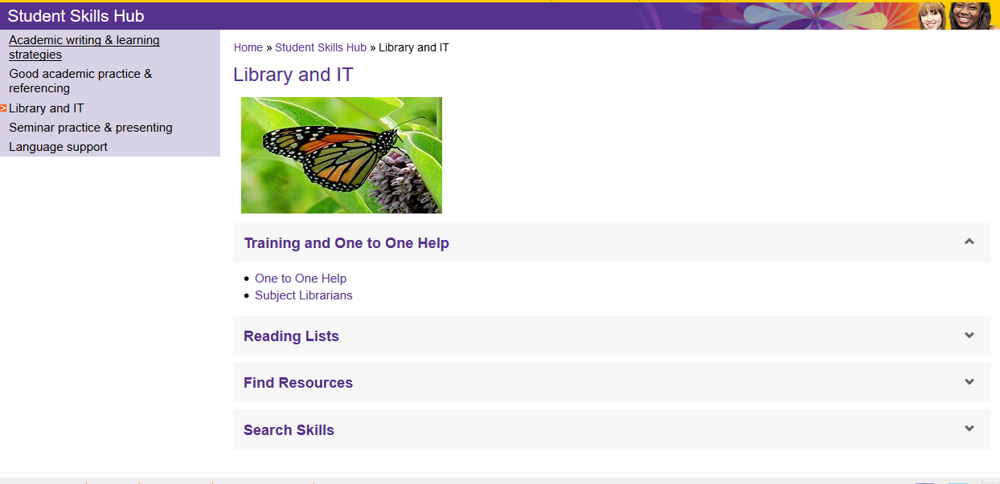 Student Skills Hub
Academic writing & learning
strategies
Good academic practice &
referencing
Library and IT
Seminar practice & presenting
Language support
Home » Student Skills Hub » Library and IT
Library and IT
Training and One to One Help
One to One Help
Subject Librarians
Reading Lists
Find Resources
Search Skills